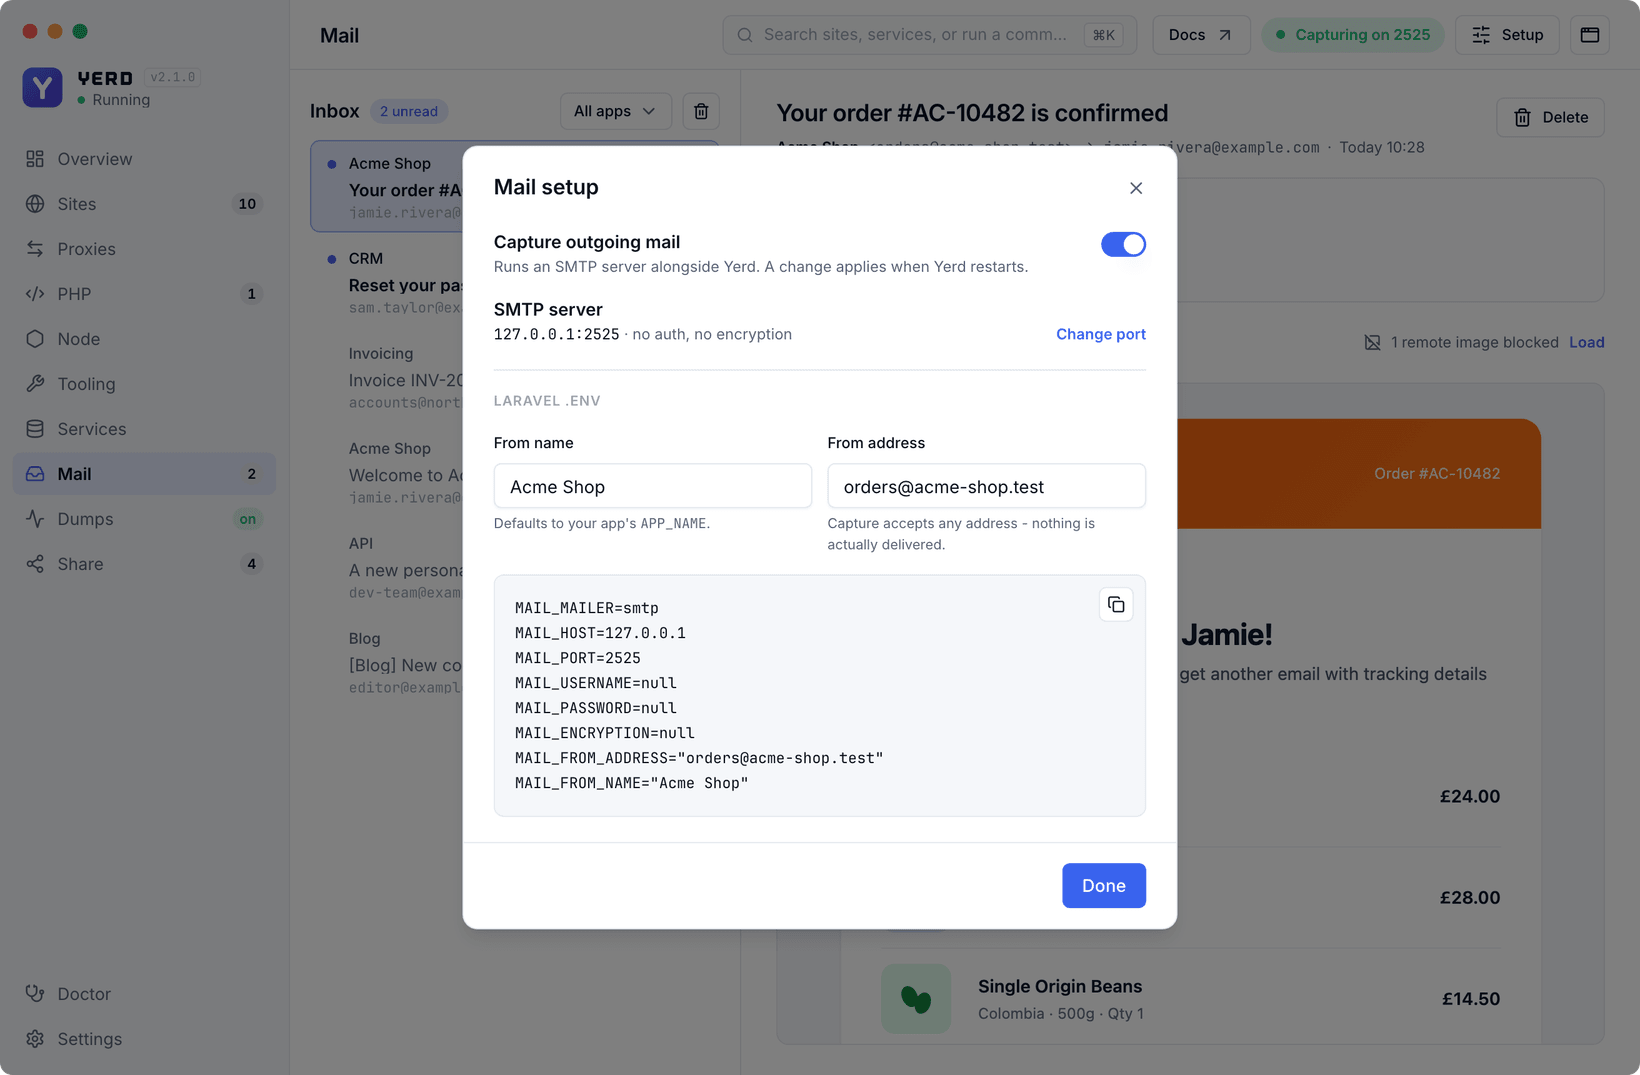 YERD v2.1.0
Running
Overview
Sites 10
Proxies
PHP 1
Node
Tooling
Services
Mail 2
Dumps on
Share 4
Doctor
Settings
Mail
Search sites, services, or run a comm... ⌘K
Docs
Capturing on 2525
Setup
Inbox 2 unread
All apps
Acme Shop
Your order #A
jamie.rivera@
CRM
Reset your pa
sam.taylor@ex
Invoicing
Invoice INV-20
accounts@nort
Acme Shop
Welcome to A
jamie.rivera@
API
A new persona
dev-team@exam
Blog
[Blog] New co
editor@exampl
Your order #AC-10482 is confirmed
Delete
jamie.rivera@example.com · Today 10:28
1 remote image blocked Load
Order #AC-10482
Jamie!
get another email with tracking details
£24.00
£28.00
Single Origin Beans
Colombia · 500g · Qty 1
£14.50
Mail setup
Capture outgoing mail
Runs an SMTP server alongside Yerd. A change applies when Yerd restarts.
SMTP server
127.0.0.1:2525 · no auth, no encryption
Change port
LARAVEL .ENV
From name
Acme Shop
Defaults to your app's APP_NAME.
From address
orders@acme-shop.test
Capture accepts any address - nothing is
actually delivered.
MAIL_MAILER=smtp
MAIL_HOST=127.0.0.1
MAIL_PORT=2525
MAIL_USERNAME=null
MAIL_PASSWORD=null
MAIL_ENCRYPTION=null
MAIL_FROM_ADDRESS="orders@acme-shop.test"
MAIL_FROM_NAME="Acme Shop"
Done